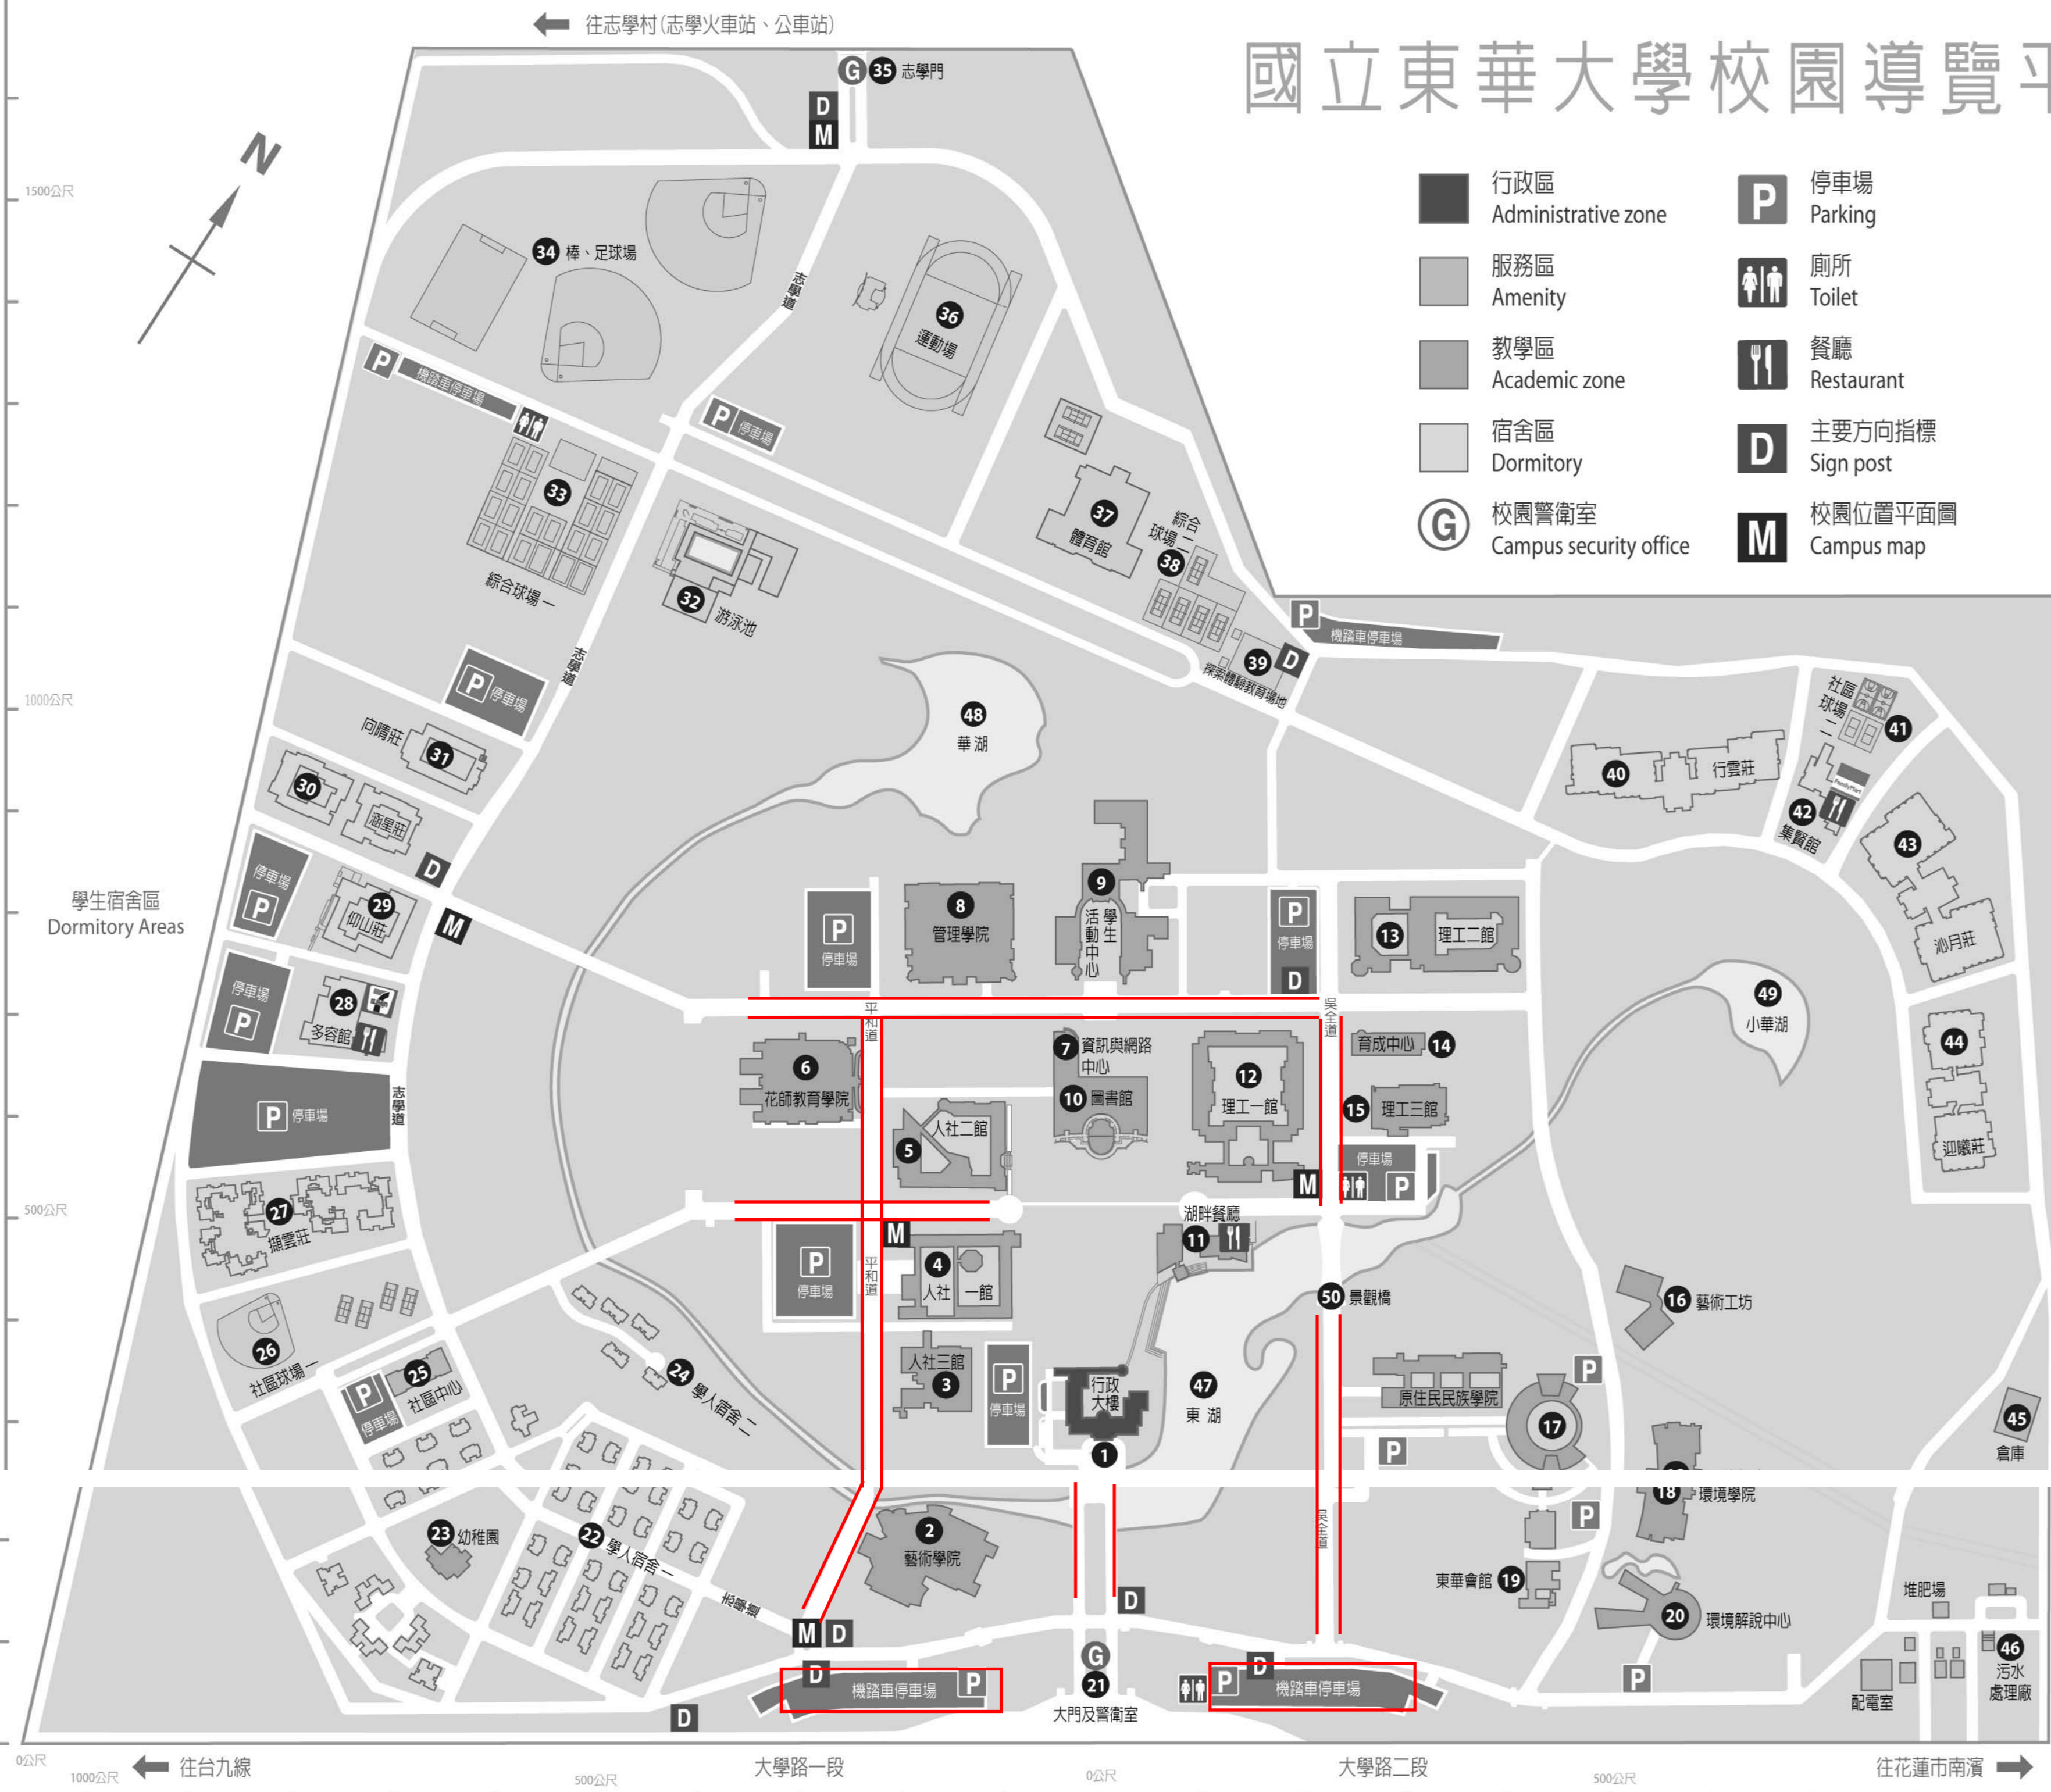 往志學村(志學火車站、公車站)
國立東華大學校園導覽平
G 35 志學門
D
M
N
1500公尺
行政區
Administrative zone
服務區
Amenity
教學區
Academic zone
宿舍區
Dormitory
G
校園警衛室
Campus security office
P
停車場
Parking
廁所
Toilet
餐廳
Restaurant
D
主要方向指標
Sign post
M
校園位置平面圖
Campus map
34 棒、足球場
志學道
36
運動場
P 機踏車停車場
P 停車場
33
綜合球場一
37
體育館
綜合
球場二
38
32
游泳池
39 D
探索體驗教育場地
P
機踏車停車場
志學道
P 停車場
1000公尺
向晴莊
31
30
涵星莊
48
華湖
社區
球場
二
41
40 行雲莊
FamilyMart
42
集賢館
43
沁月莊
D
學生宿舍區
Dormitory Areas
停車場
P
29
仰山莊
M
P
停車場
8
管理學院
9
學生
活動中心
P
停車場
D
13 理工二館
停車場
P
28
多容館
平和道
吳全道
49
小華湖
6
花師教育學院
7 資訊與網路
中心
10 圖書館
12
理工一館
育成中心 14
15 理工三館
44
迎曦莊
P 停車場
志學道
人社二館
5
停車場
M
P
500公尺
27
擷雲莊
湖畔餐廳
11
M
P
停車場
平和道
4
人社 一館
50 景觀橋
16 藝術工坊
26
社區球場一
25
社區中心
P
停車場
24 學人宿舍二
人社三館
3
P
停車場
行政
大樓
1
47
東湖
原住民民族學院
P
17
P
45
倉庫
18 環境學院
P
23 幼稚園
22 學人宿舍一
志學道
2
藝術學院
D
吳全道
東華會館 19
20 環境解說中心
堆肥場
M D
D
機踏車停車場 P
G
21
大門及警衛室
P
D
機踏車停車場
P
配電室
46
污水
處理廠
D
0公尺
1000公尺
往台九線
500公尺
大學路一段
0公尺
大學路二段
500公尺
往花蓮市南濱